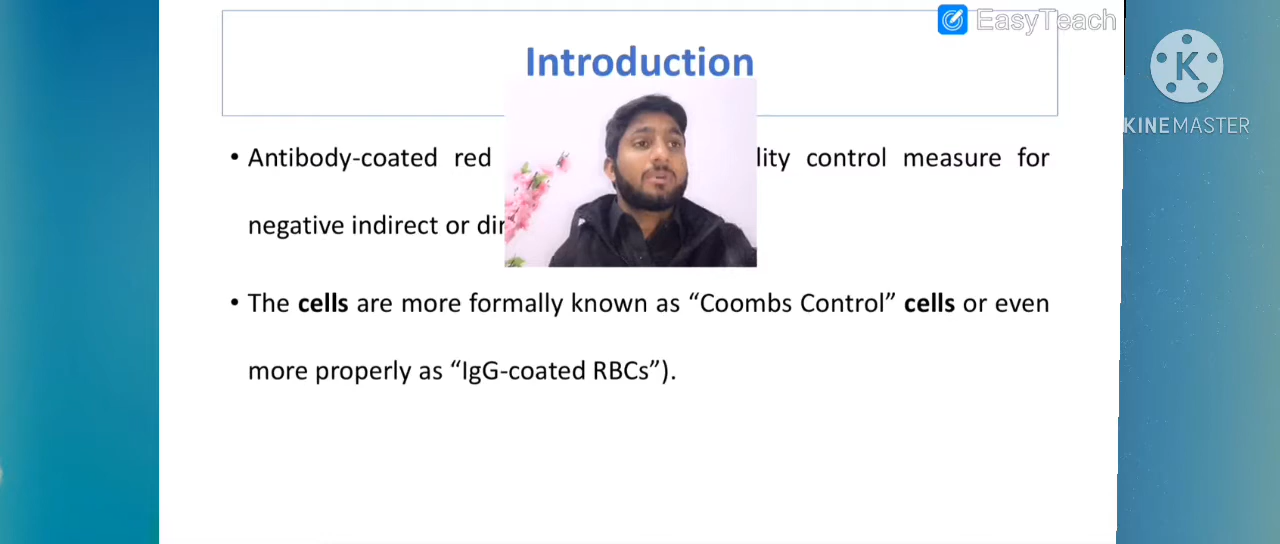 EasyTeach
Introduction
K
KINEMASTER
• Antibody-coated red lity control measure for
negative indirect or dir
• The cells are more formally known as “Coombs Control” cells or even
more properly as “IgG-coated RBCs”).